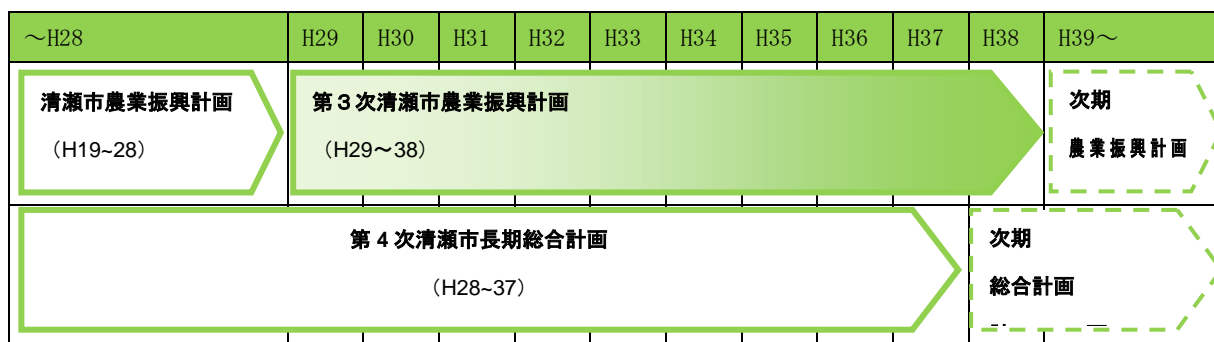 ～H28 H29 H30 H31 H32 H33 H34 H35 H36 H37 H38 H39～
清瀬市農業振興計画
（H19~28）
第３次清瀬市農業振興計画
（H29～38）
次期
農業振興計画
第４次清瀬市長期総合計画
（H28~37）
次期
総合計画